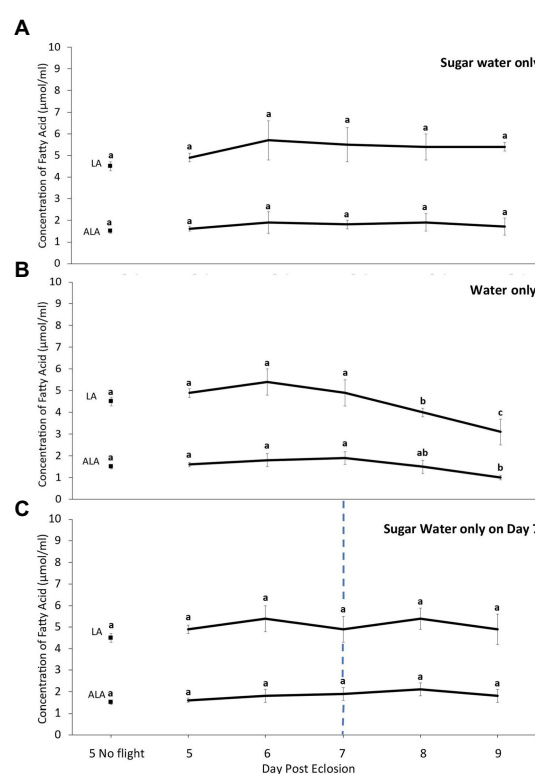 A
Sugar water only
Concentration of Fatty Acid (μmol/ml)
10
9
8
7
6
5
4
3
2
1
0
LA
a
a
a
a
a
a
ALA
a
a
a
a
a
a
B
Water only
Concentration of Fatty Acid (μmol/ml)
10
9
8
7
6
5
4
3
2
1
0
LA
a
a
a
a
b
c
ALA
a
a
a
a
ab
b
C
Sugar Water only on Day 7
Concentration of Fatty Acid (μmol/ml)
10
9
8
7
6
5
4
3
2
1
0
LA
a
a
a
a
a
a
ALA
a
a
a
a
a
a
5 No flight
5
6
7
8
9
Day Post Eclosion